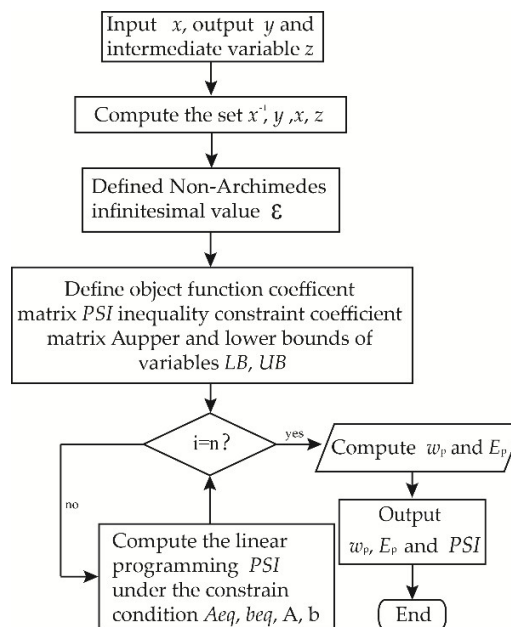 Input x, output y and
intermediate variable z
Compute the set x⁻¹, y ,x, z
Defined Non-Archimedes
infinitesimal value ε
Define object function coefficent
matrix PSI inequality constraint coefficient
matrix Aupper and lower bounds of
variables LB, UB
i=n?
yes
no
Compute wₚ and Eₚ
Compute the linear
programming PSI
under the constrain
condition Aeq, beq, A, b
Output
wₚ, Eₚ and PSI
End